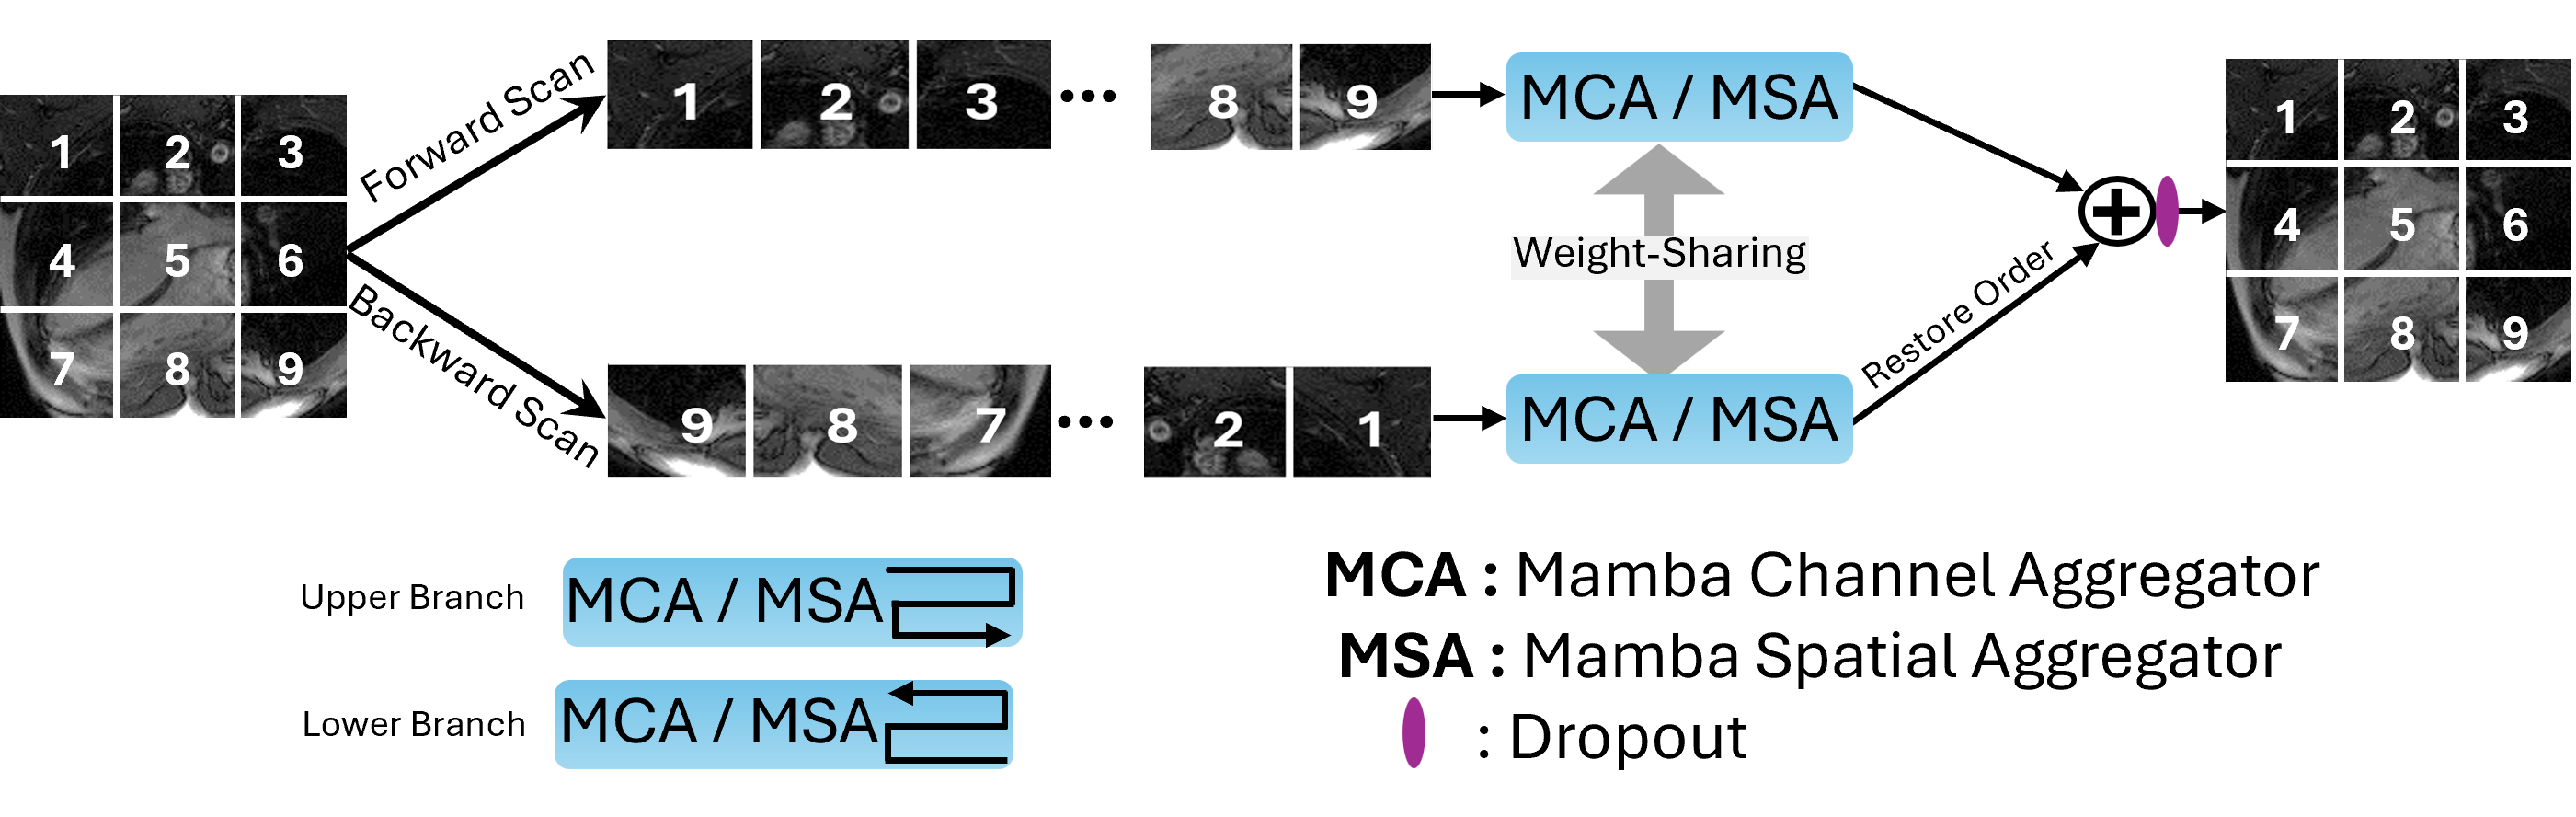 1 2 3
4 5 6
7 8 9
Forward Scan
Backward Scan
1 2 3 ••• 8 9
9 8 7 ••• 2 1
MCA / MSA
Weight-Sharing
MCA / MSA
Restore Order
+
1 2 3
4 5 6
7 8 9
Upper Branch
MCA / MSA
Lower Branch
MCA / MSA
MCA : Mamba Channel Aggregator
MSA : Mamba Spatial Aggregator
: Dropout